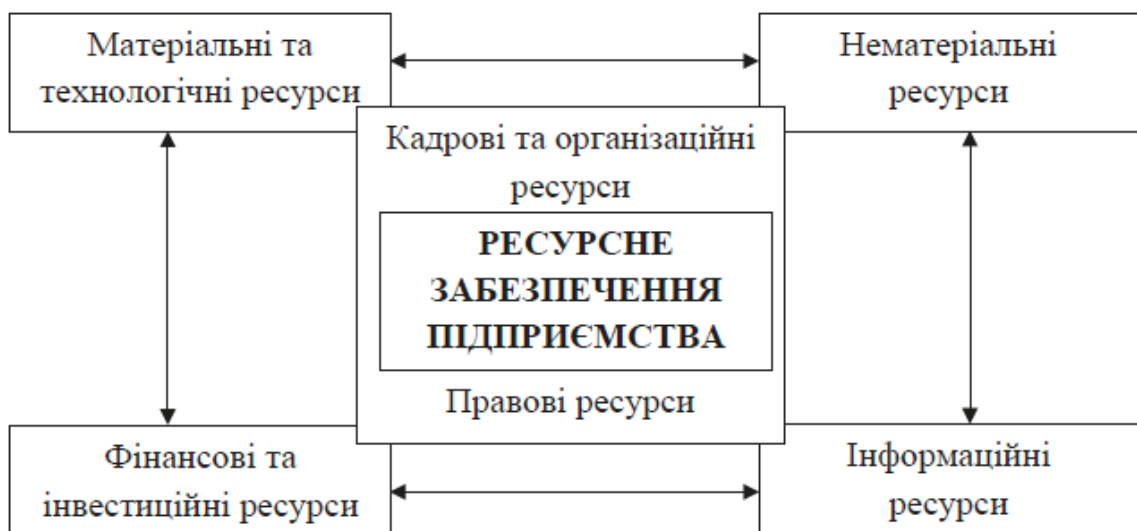 Матеріальні та
технологічні ресурси
Нематеріальні
ресурси
Кадрові та організаційні
ресурси
РЕСУРСНЕ
ЗАБЕЗПЕЧЕННЯ
ПІДПРИЄМСТВА
Правові ресурси
Фінансові та
інвестиційні ресурси
Інформаційні
ресурси